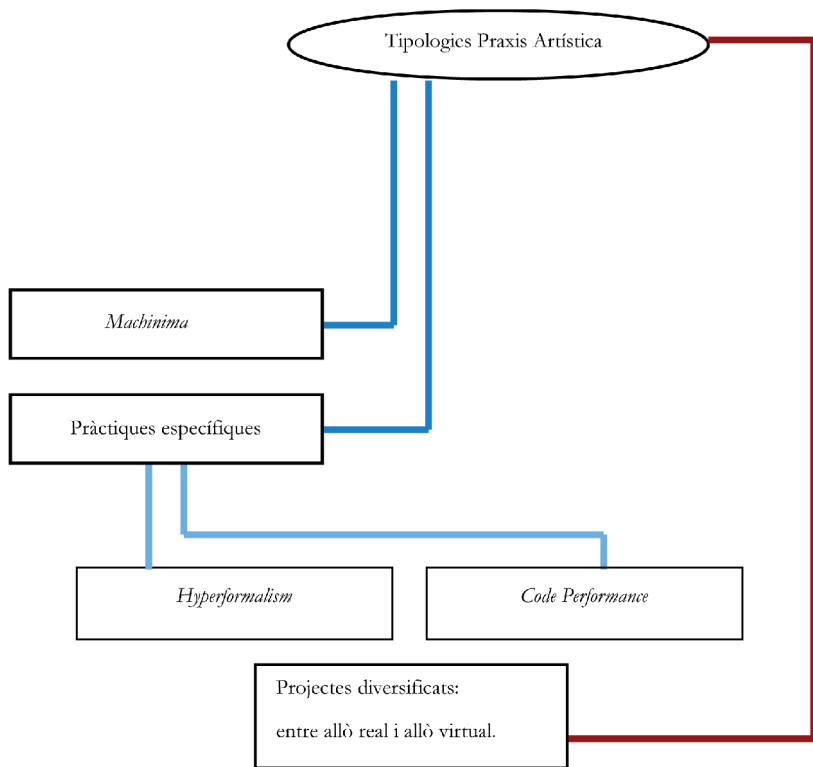 Tipologies Praxis Artística
Machinima
Pràctiques específiques
Hyperformalism
Code Performance
Projectes diversificats:
entre allò real i allò virtual.